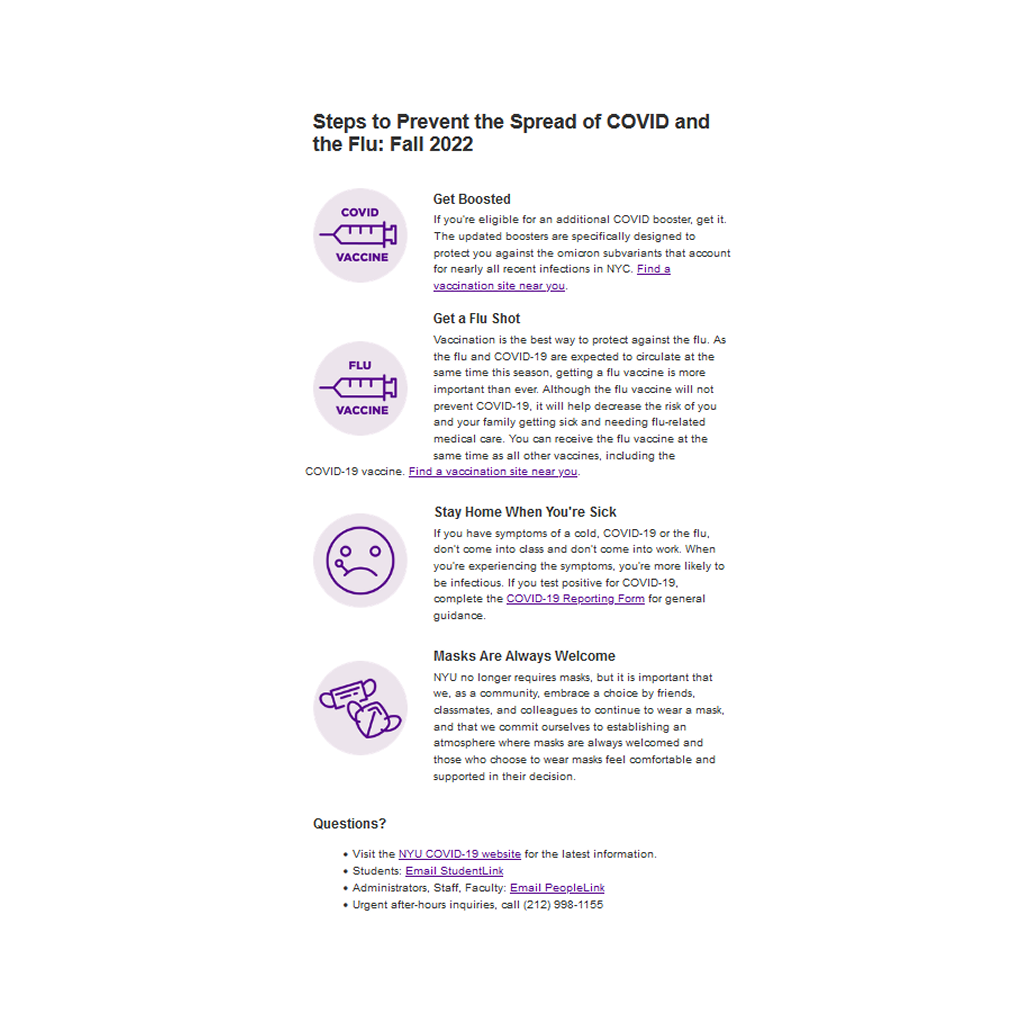 Steps to Prevent the Spread of COVID and
the Flu: Fall 2022
COVID
VACCINE
Get Boosted
If you're eligible for an additional COVID booster, get it.
The updated boosters are specifically designed to
protect you against the omicron subvariants that account
for nearly all recent infections in NYC. Find a
vaccination site near you.
FLU
VACCINE
Get a Flu Shot
Vaccination is the best way to protect against the flu. As
the flu and COVID-19 are expected to circulate at the
same time this season, getting a flu vaccine is more
important than ever. Although the flu vaccine will not
prevent COVID-19, it will help decrease the risk of you
and your family getting sick and needing flu-related
medical care. You can receive the flu vaccine at the
same time as all other vaccines, including the
COVID-19 vaccine. Find a vaccination site near you.
Stay Home When You're Sick
If you have symptoms of a cold, COVID-19 or the flu,
don't come into class and don't come into work. When
you're experiencing the symptoms, you're more likely to
be infectious. If you test positive for COVID-19,
complete the COVID-19 Reporting Form for general
guidance.
Masks Are Always Welcome
NYU no longer requires masks, but it is important that
we, as a community, embrace a choice by friends,
classmates, and colleagues to continue to wear a mask,
and that we commit ourselves to establishing an
atmosphere where masks are always welcomed and
those who choose to wear masks feel comfortable and
supported in their decision.
Questions?
• Visit the NYU COVID-19 website for the latest information.
• Students: Email StudentLink
• Administrators, Staff, Faculty: Email PeopleLink
• Urgent after-hours inquiries, call (212) 998-1155